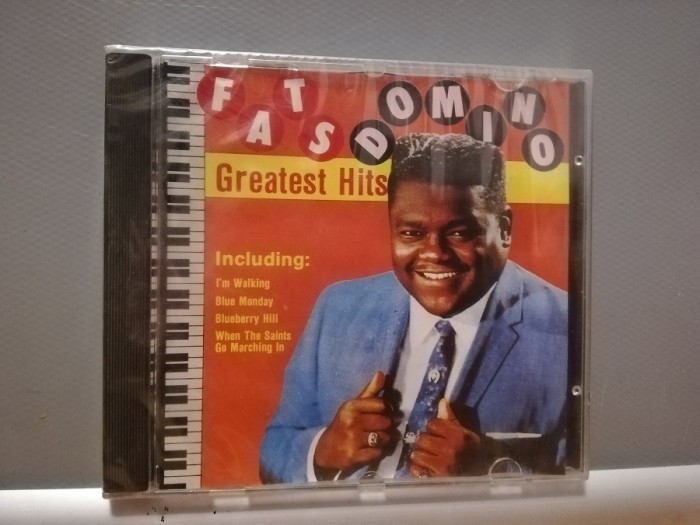 FATS DOMINO
Greatest Hits
Including:
I'm Walking
Blue Monday
Blueberry Hill
When The Saints
Go Marching In